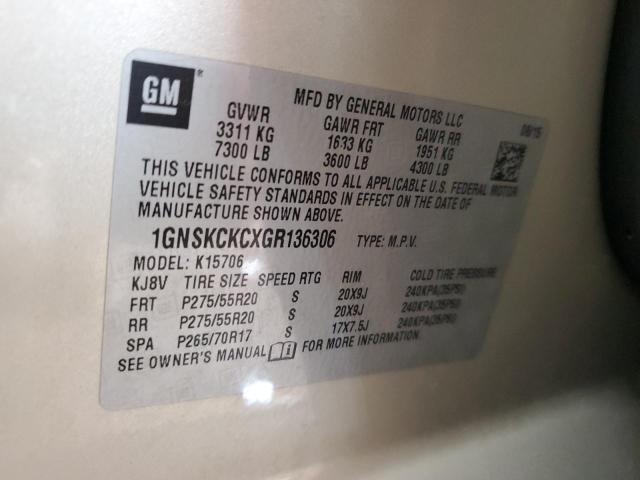 GM
MFD BY GENERAL MOTORS LLC
08/15
GVWR GAWR FRT GAWR RR
3311 KG 1633 KG 1951 KG
7300 LB 3600 LB 4300 LB
THIS VEHICLE CONFORMS TO ALL APPLICABLE U.S. FEDERAL MOTOR
VEHICLE SAFETY STANDARDS IN EFFECT ON THE DATE OF
MANUFACTURE SHOWN ABOVE.
1GNSKCKCXGR136306 TYPE: M.P.V.
MODEL: K15706
KJ8V TIRE SIZE SPEED RTG RIM COLD TIRE PRESSURE
FRT P275/55R20 S 20X9J 240KPA(35PSI)
RR P275/55R20 S 20X9J 240KPA(35PSI)
SPA P265/70R17 S 17X7.5J 240KPA(35PSI)
SEE OWNER'S MANUAL FOR MORE INFORMATION.